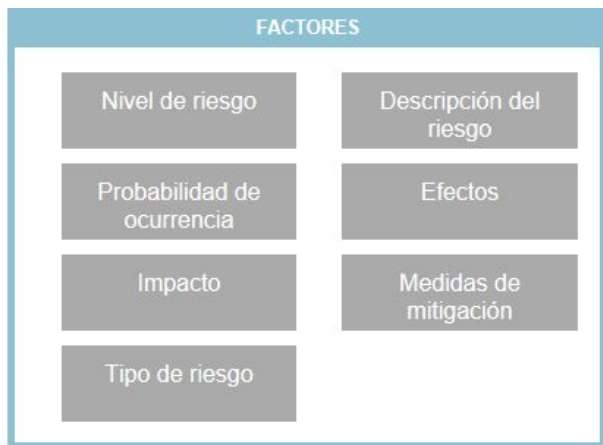 FACTORES
Nivel de riesgo
Descripción del
riesgo
Probabilidad de
ocurrencia
Efectos
Impacto
Medidas de
mitigación
Tipo de riesgo